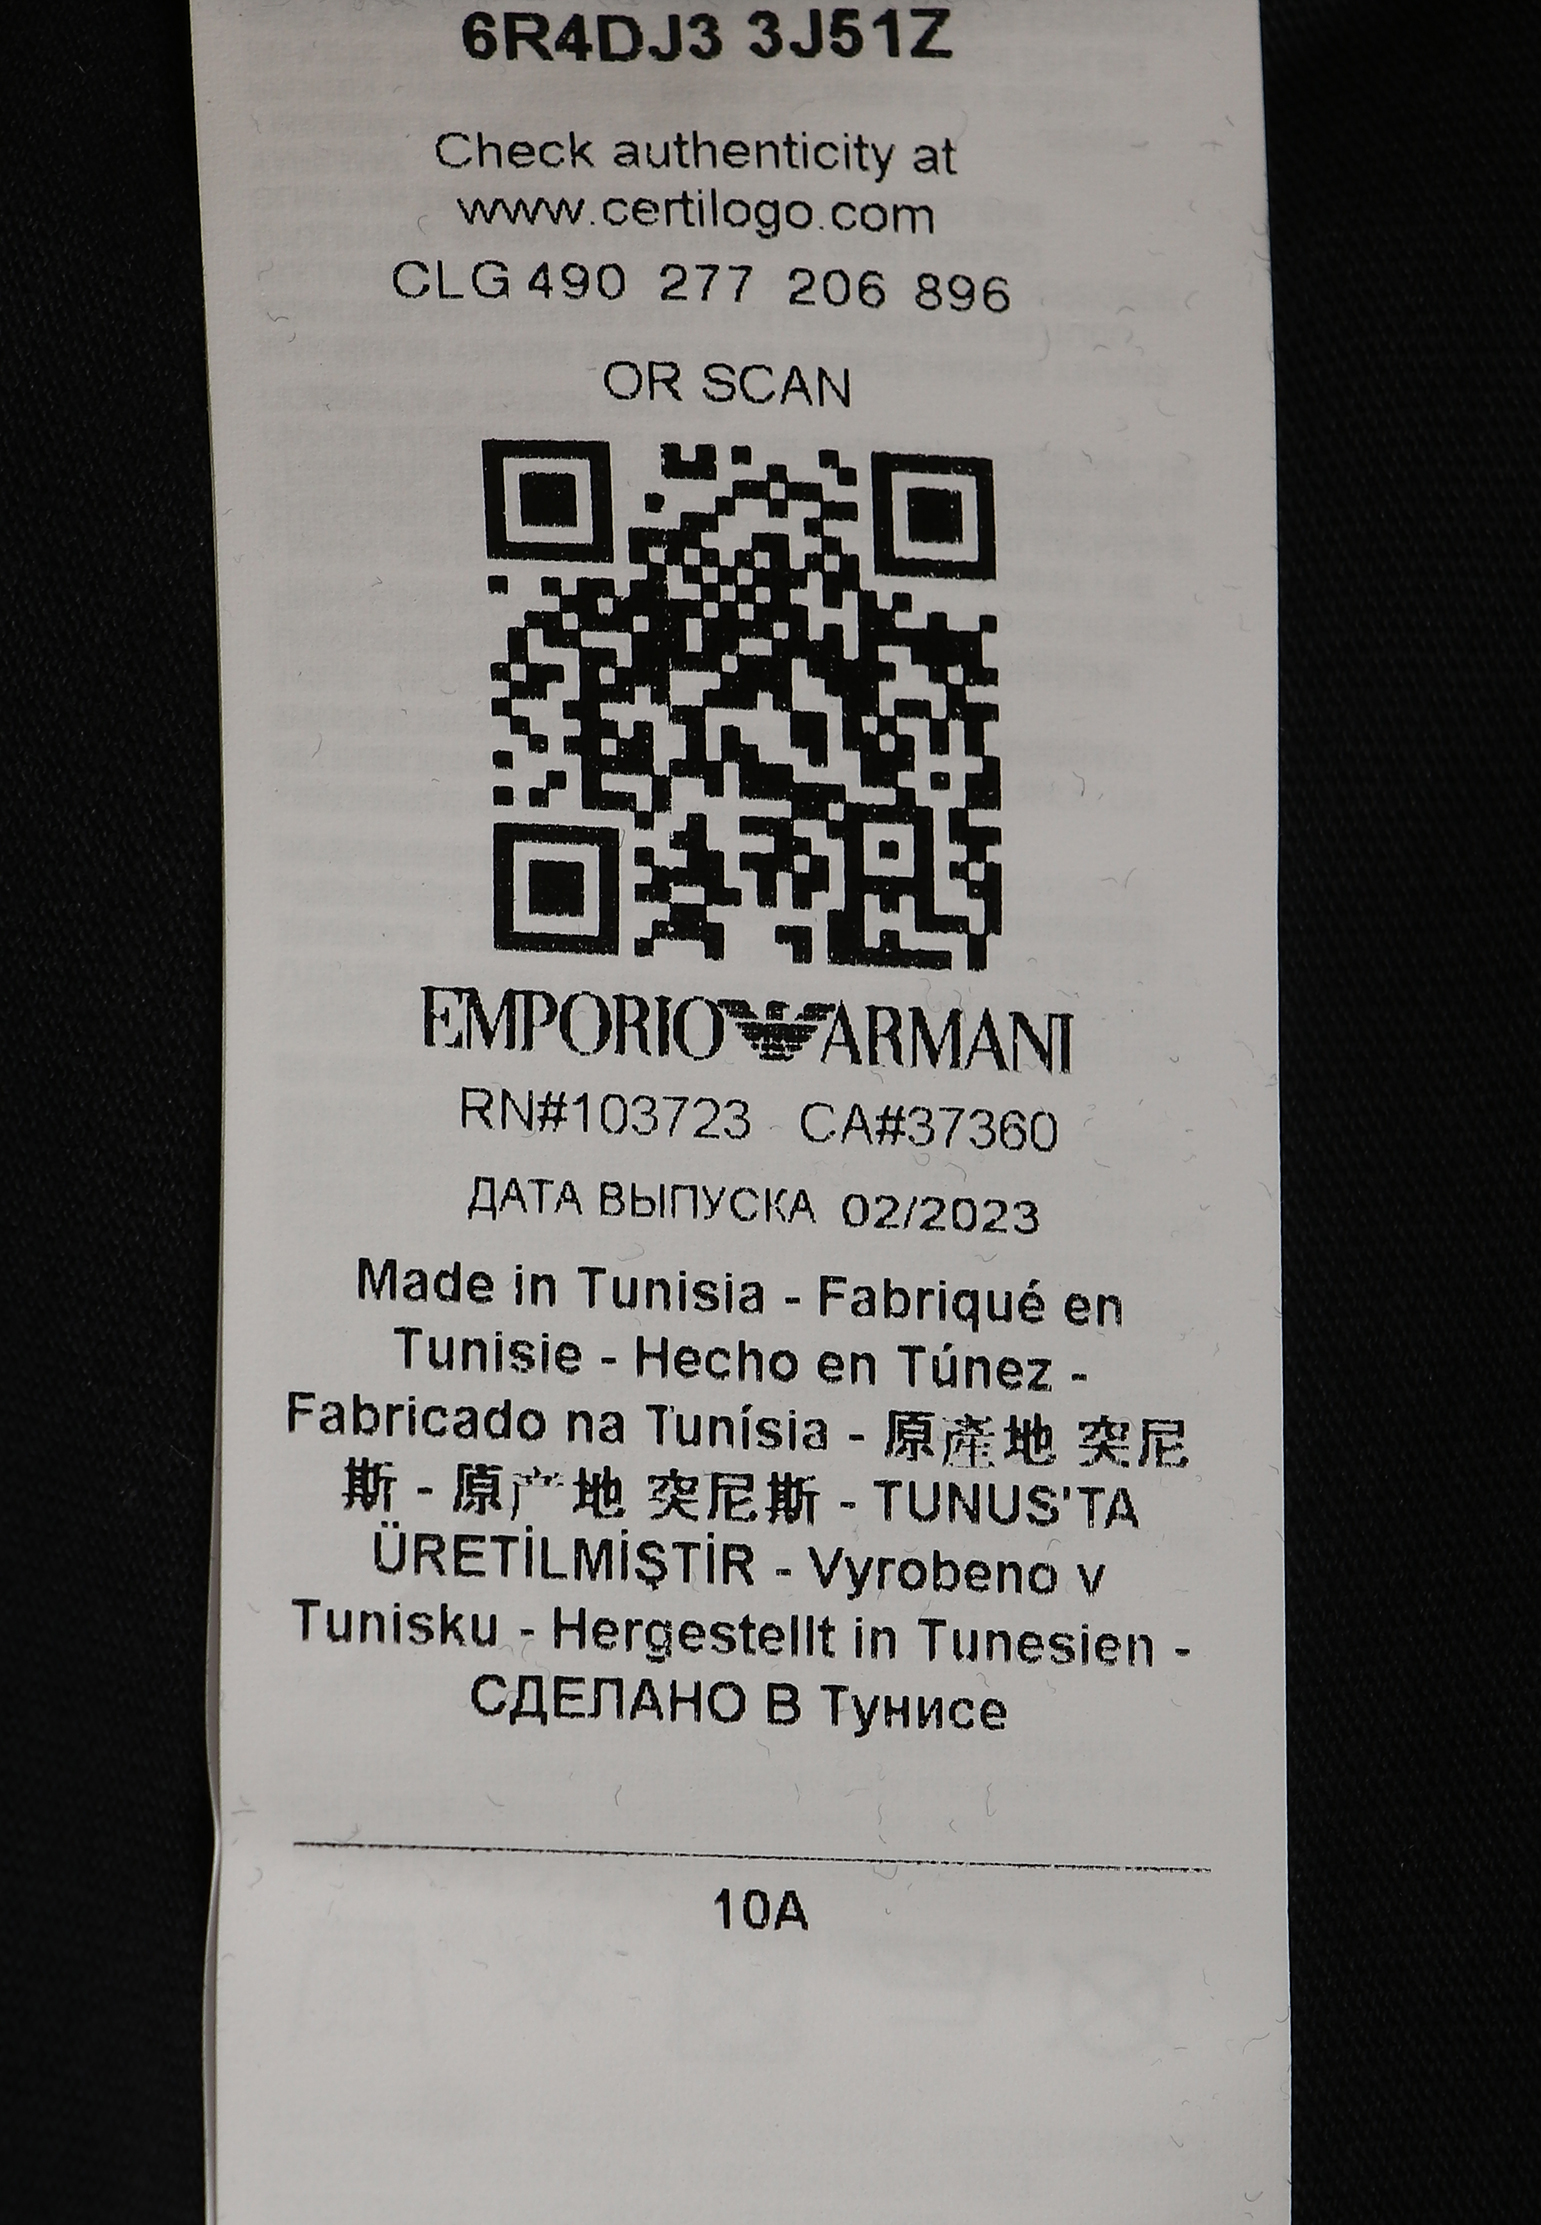 6R4DJ3 3J51Z
Check authenticity at
www.certilogo.com
CLG 490 277 206 896
OR SCAN
EMPORIO ARMANI
RN#103723 CA#37360
ДАТА ВЫПУСКА 02/2023
Made in Tunisia - Fabriqué en
Tunisie - Hecho en Túnez -
Fabricado na Tunísia - 原產地 突尼
斯 - 原产地 突尼斯 - TUNUS'TA
ÜRETİLMİŞTİR - Vyrobeno v
Tunisku - Hergestellt in Tunesien -
СДЕЛАНО В Тунисе
10A